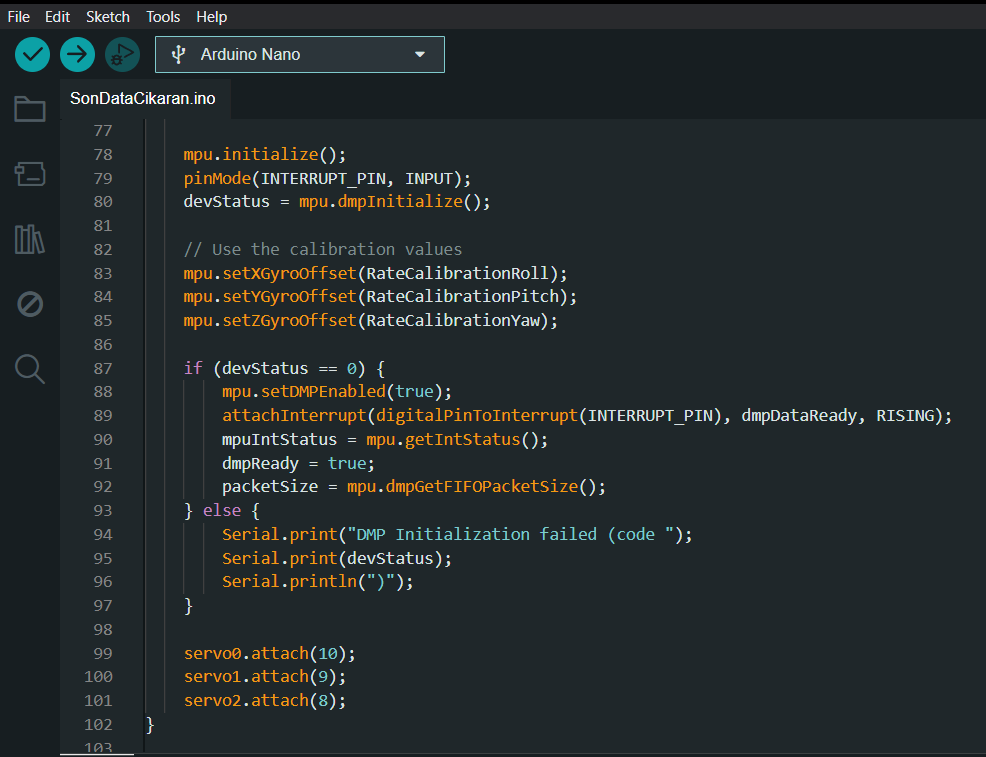 File Edit Sketch Tools Help
Arduino Nano
SonDataCikaran.ino
77
78 mpu.initialize();
79 pinMode(INTERRUPT_PIN, INPUT);
80 devStatus = mpu.dmpInitialize();
81
82 // Use the calibration values
83 mpu.setXGyroOffset(RateCalibrationRoll);
84 mpu.setYGyroOffset(RateCalibrationPitch);
85 mpu.setZGyroOffset(RateCalibrationYaw);
86
87 if (devStatus == 0) {
88 mpu.setDMPEnabled(true);
89 attachInterrupt(digitalPinToInterrupt(INTERRUPT_PIN), dmpDataReady, RISING);
90 mpuIntStatus = mpu.getIntStatus();
91 dmpReady = true;
92 packetSize = mpu.dmpGetFIFOPacketSize();
93 } else {
94 Serial.print("DMP Initialization failed (code ");
95 Serial.print(devStatus);
96 Serial.println(")");
97 }
98
99 servo0.attach(10);
100 servo1.attach(9);
101 servo2.attach(8);
102 }
103